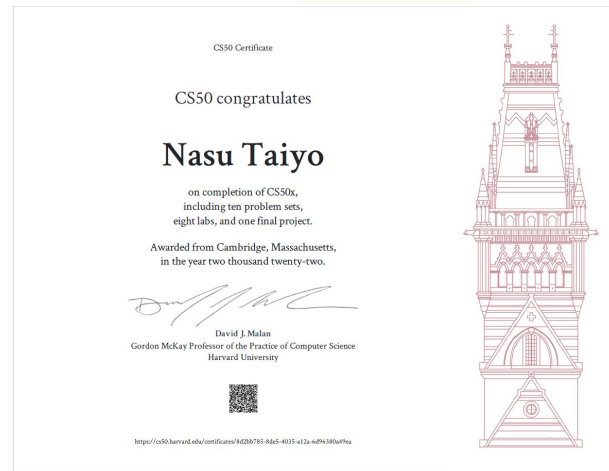 CS50 Certificate
CS50 congratulates
Nasu Taiyo
on completion of CS50x,
including ten problem sets,
eight labs, and one final project.
Awarded from Cambridge, Massachusetts,
in the year two thousand twenty-two.
David J. Malan
Gordon McKay Professor of the Practice of Computer Science
Harvard University
https://cs50.harvard.edu/certificates/8d2bb785-8de5-4035-a12a-6d96380a49ea